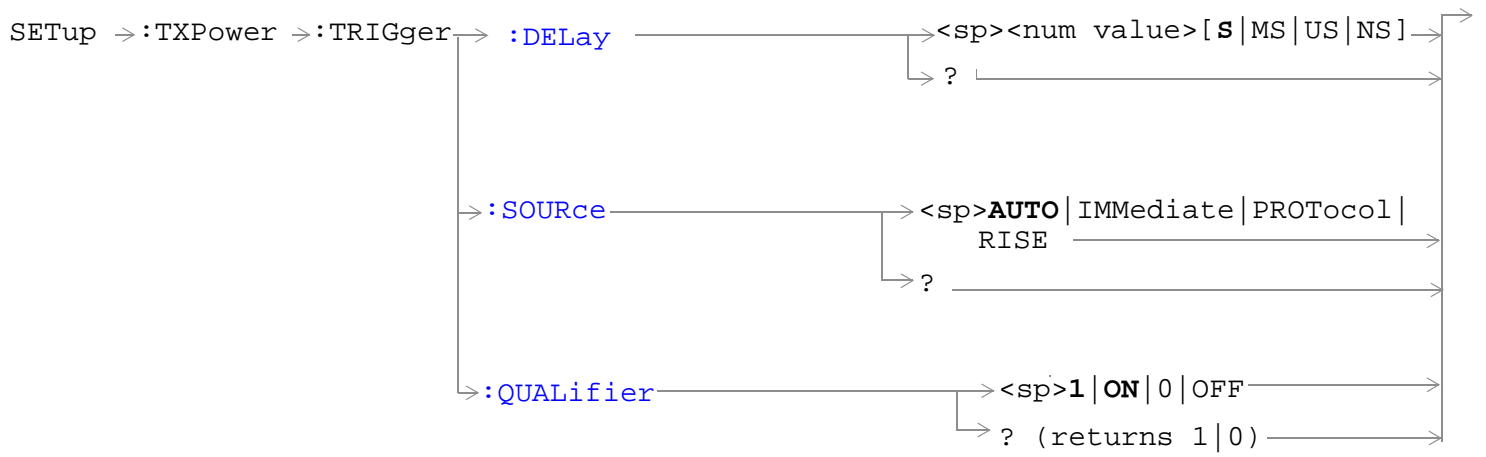 SETup :TXPower :TRIGger :DELay <sp><num value>[S|MS|US|NS]
?
:SOURce <sp>AUTO|IMMediate|PROTocol|
RISE
?
:QUALifier <sp>1|ON|0|OFF
? (returns 1|0)